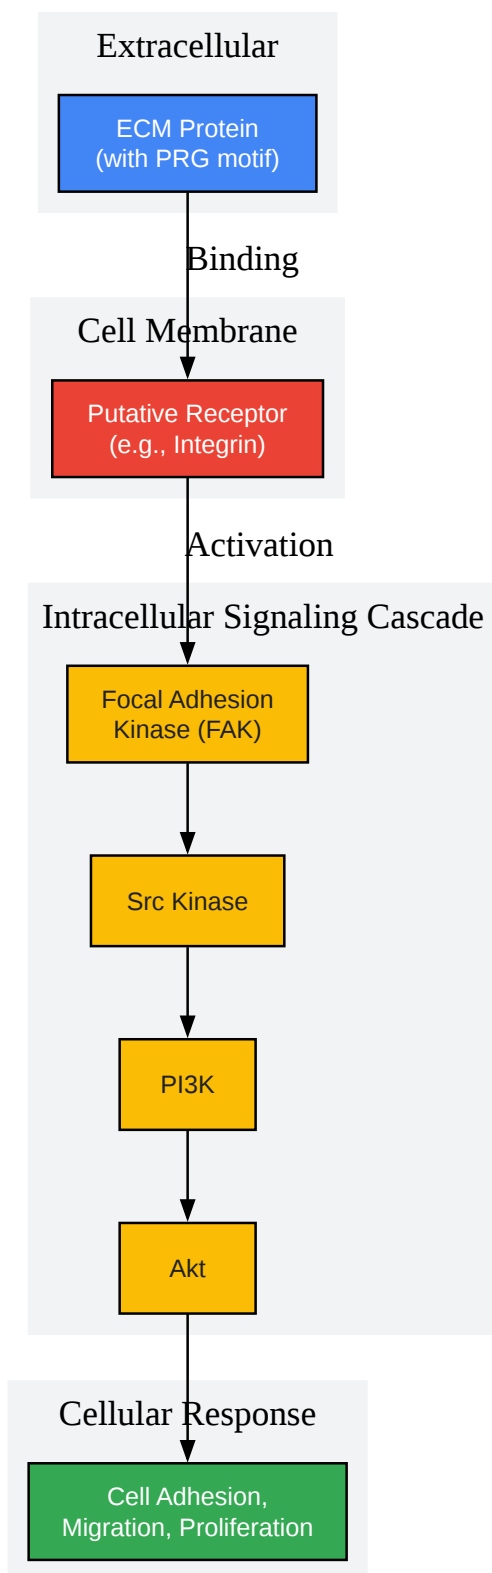 Extracellular
ECM Protein
(with PRG motif)
Binding
Cell Membrane
Putative Receptor
(e.g., Integrin)
Activation
Intracellular Signaling Cascade
Focal Adhesion
Kinase (FAK)
Src Kinase
PI3K
Akt
Cellular Response
Cell Adhesion,
Migration, Proliferation